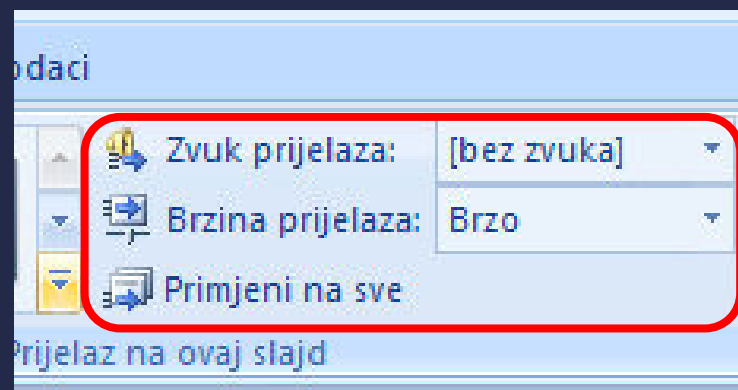 odaci
Zvuk prijelaza: [bez zvuka]
Brzina prijelaza: Brzo
Primjeni na sve
Prijelaz na ovaj slajd